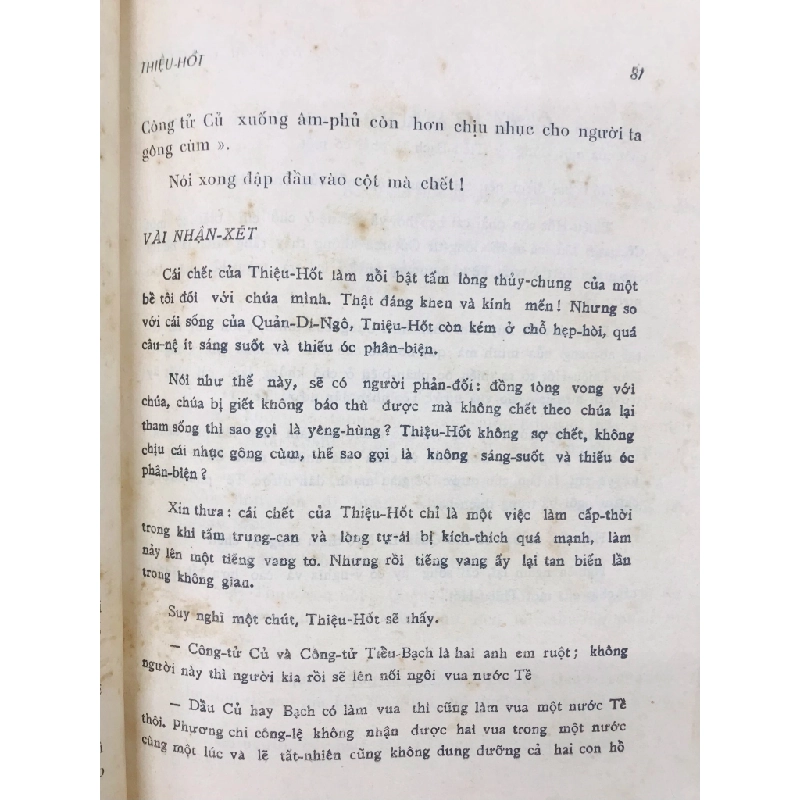 THIỆU-HỐT
81
Công tử Củ xuống âm-phủ còn hơn chịu nhục cho người ta
gông cùm ».
Nói xong đập đầu vào cột mà chết !
VÀI NHẬN-XÉT
Cái chết của Thiệu-Hốt làm nổi bật tấm lòng thủy-chung của một
bề tôi đối với chúa mình. Thật đáng khen và kính mến ! Nhưng so
với cái sống của Quản-Di-Ngô, Thiệu-Hốt còn kém ở chỗ hẹp-hòi, quá
câu-nệ ít sáng suốt và thiếu óc phân-biện.
Nói như thế này, sẽ có người phản-đối: đồng tòng vong với
chúa, chúa bị giết không báo thù được mà không chết theo chúa lại
tham sống thì sao gọi là yêng-hùng ? Thiệu-Hốt không sợ chết, không
chịu cái nhục gông cùm, thế sao gọi là không sáng-suốt và thiếu óc
phân-biện ?
Xin thưa : cái chết của Thiệu-Hốt chỉ là một việc làm cấp-thời
trong khi tấm trung-can và lòng tự-ái bị kích-thích quá mạnh, làm
nảy lên một tiếng vang to. Nhưng rồi tiếng vang ấy lại tan biến lần
trong không gian.
Suy nghĩ một chút, Thiệu-Hốt sẽ thấy.
— Công-tử Củ và Công-tử Tiểu-Bạch là hai anh em ruột ; không
người này thì người kia rồi sẽ lên nối ngôi vua nước Tề
— Dầu Củ hay Bạch có làm vua thì cũng làm vua một nước Tề
thôi. Phương chi công-lệ không nhận được hai vua trong một nước
cùng một lúc và lẽ tất-nhiên cũng không dung dưỡng cả hai con hổ